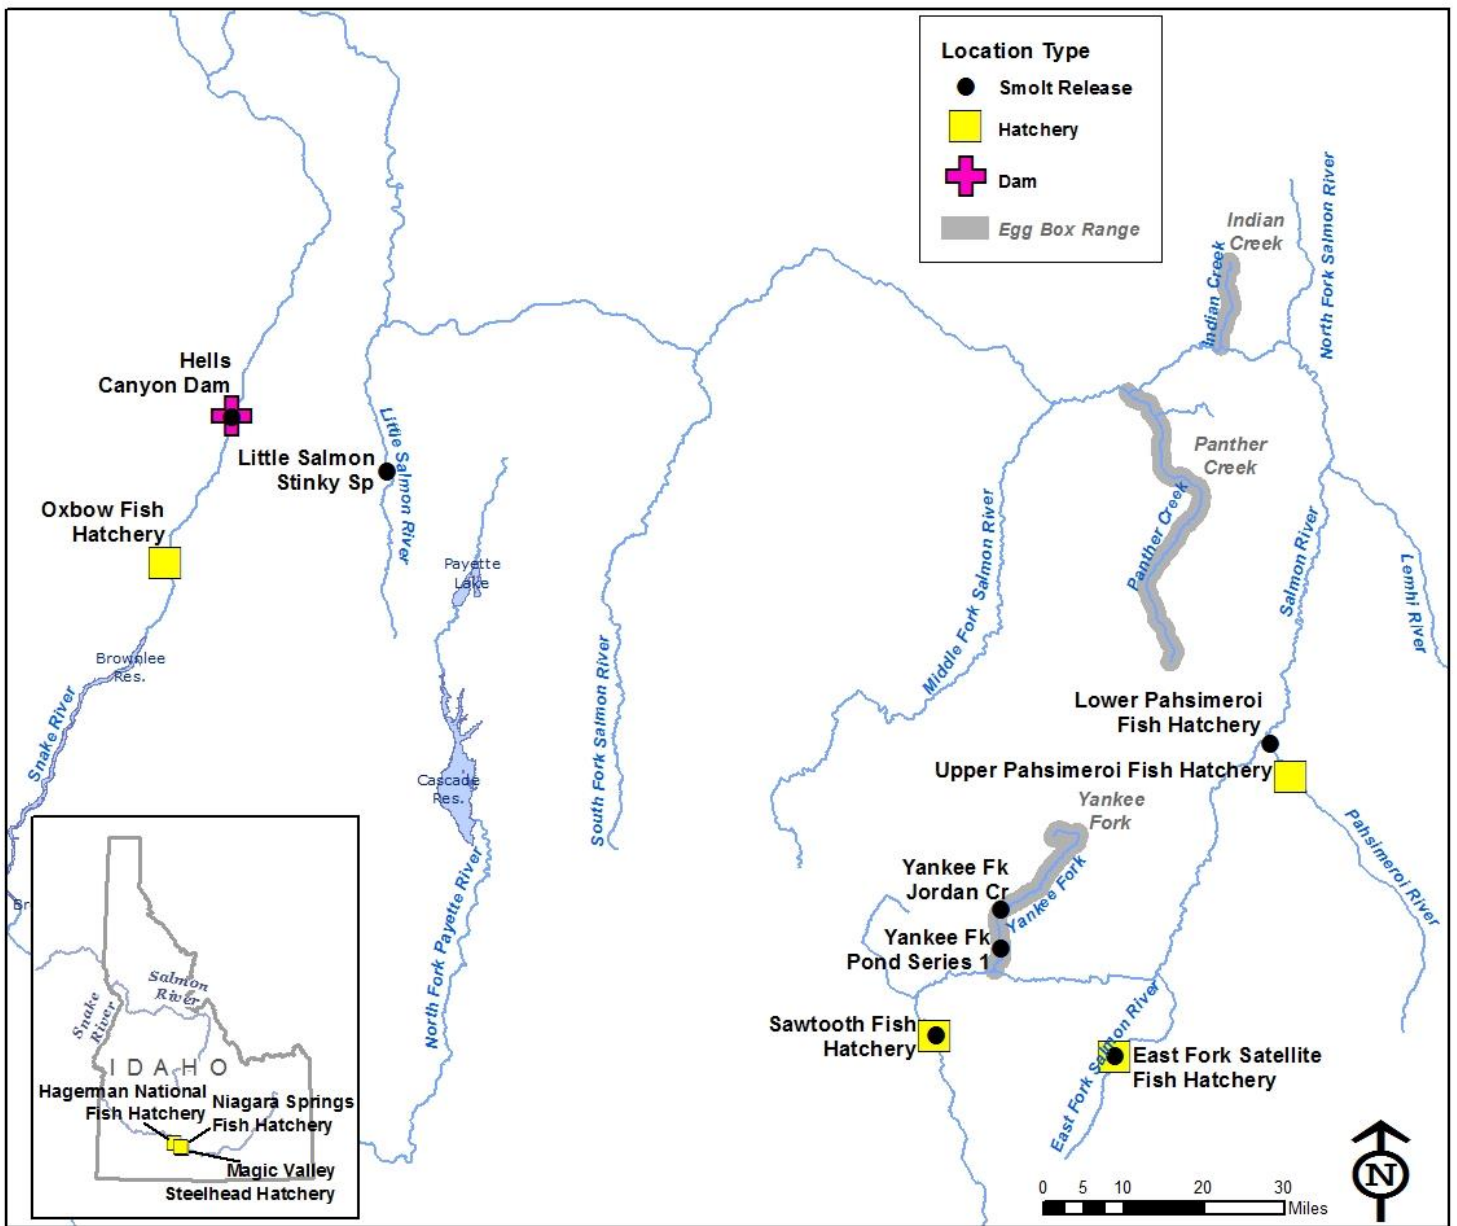 Location Type
Smolt Release
Hatchery
Dam
Egg Box Range
Indian
Creek
Indian Creek
North Fork Salmon River
Hells
Canyon Dam
Little Salmon
Stinky Sp
Little Salmon River
Panther
Creek
Panther Creek
Oxbow Fish
Hatchery
Payette
Lake
Middle Fork Salmon River
Salmon River
Lemhi River
Brownlee
Res.
Snake River
South Fork Salmon River
Lower Pahsimeroi
Fish Hatchery
Upper Pahsimeroi Fish Hatchery
Cascade
Res.
Yankee
Fork
Yankee Fork
Pahsimeroi River
Yankee Fk
Jordan Cr
Yankee Fk
Pond Series 1
North Fork Payette River
Br
Sawtooth Fish
Hatchery
East Fork Salmon River
East Fork Satellite
Fish Hatchery
Salmon
River
Snake
River
IDAHO
Hagerman National
Fish Hatchery
Niagara Springs
Fish Hatchery
Magic Valley
Steelhead Hatchery
0 5 10 20 30
Miles
N